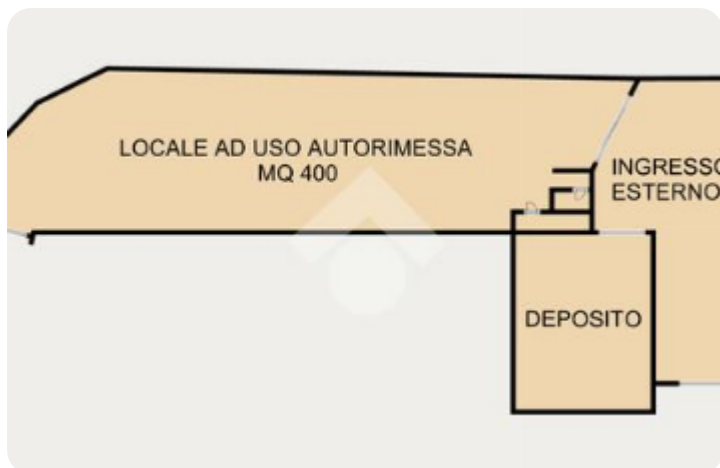 LOCALE AD USO AUTORIMESSA
MQ 400
INGRESSO
ESTERNO
DEPOSITO